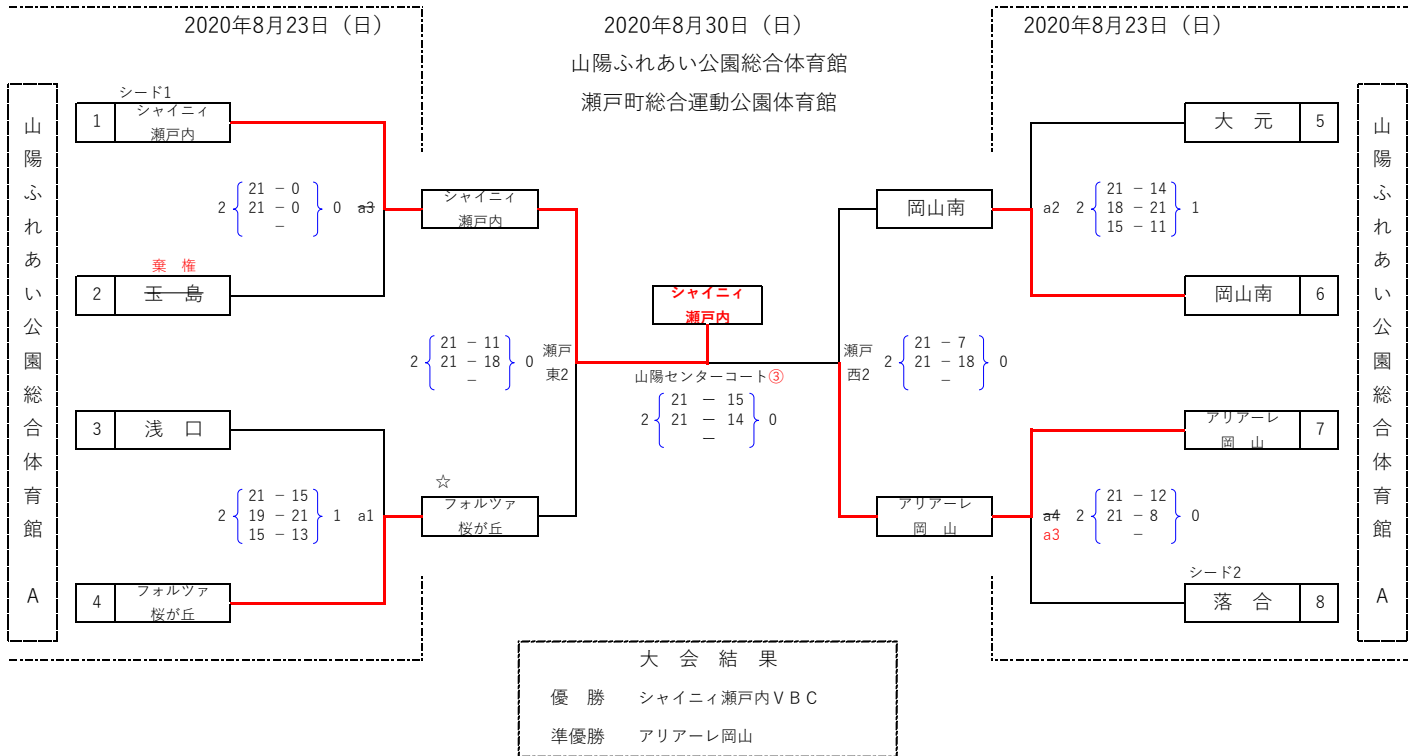 2020年8月23日（日）
2020年8月30日（日）
2020年8月23日（日）
山陽ふれあい公園総合体育館
瀬戸町総合運動公園体育館
山陽ふれあい公園総合体育館 A
シード1
1 シャイニィ
瀬戸内
2 { 21 － 0
21 － 0
－ } 0 a3
棄 権
2 玉 島
3 浅 口
2 { 21 － 15
19 － 21
15 － 13 } 1 a1
4 フォルツァ
桜が丘
シャイニィ
瀬戸内
2 { 21 － 11
21 － 18
－ } 0
瀬戸
東2
☆
フォルツァ
桜が丘
シャイニィ
瀬戸内
山陽センターコート③
2 { 21 － 15
21 － 14
－ } 0
岡山南
瀬戸
西2
2 { 21 － 7
21 － 18
－ } 0
アリアーレ
岡 山
大 元 5
a2 2 { 21 － 14
18 － 21
15 － 11 } 1
岡山南 6
アリアーレ
岡 山 7
a4 2 { 21 － 12
21 － 8
－ } 0
a3
シード2
落 合 8
山陽ふれあい公園総合体育館 A
大 会 結 果
優 勝 シャイニィ瀬戸内ＶＢＣ
準優勝 アリアーレ岡山